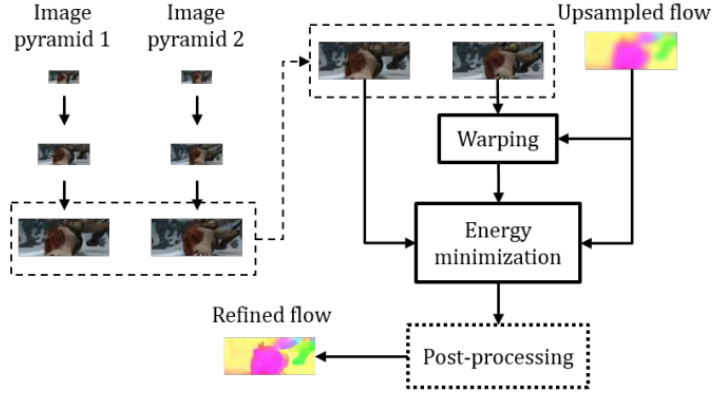 Image
pyramid 1
Image
pyramid 2
Upsampled flow
Warping
Energy
minimization
Refined flow
Post-processing